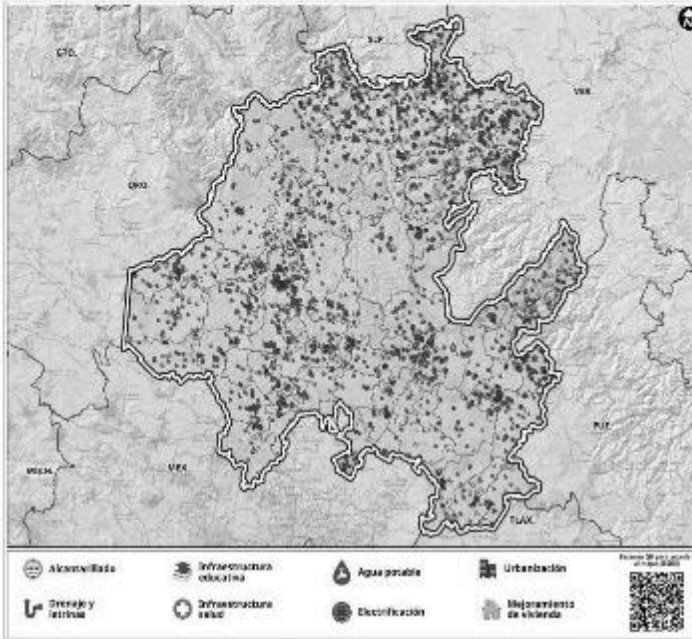 N
GTO.
SLP.
VER.
QRO.
PUE.
MICH.
MEX.
TLAX.
Alcantarillado
Infraestructura
educativa
Agua potable
Urbanización
Drenaje y
letrinas
Infraestructura
salud
Electrificación
Mejoramiento
de vivienda